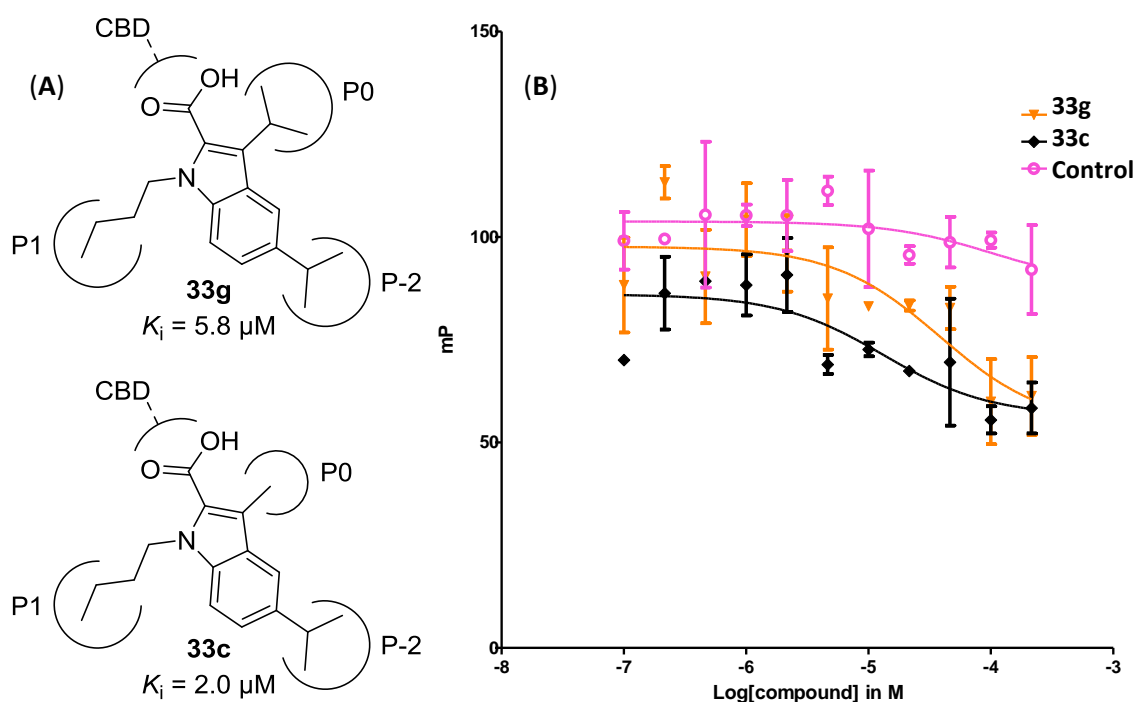 (A)
CBD
OH
O
P0
N
P1
P-2
33g
Ki = 5.8 µM
CBD
OH
O
P0
N
P1
P-2
33c
Ki = 2.0 µM
(B)
33g
33c
Control
150
100
50
0
mP
-8 -7 -6 -5 -4 -3
Log[compound] in M